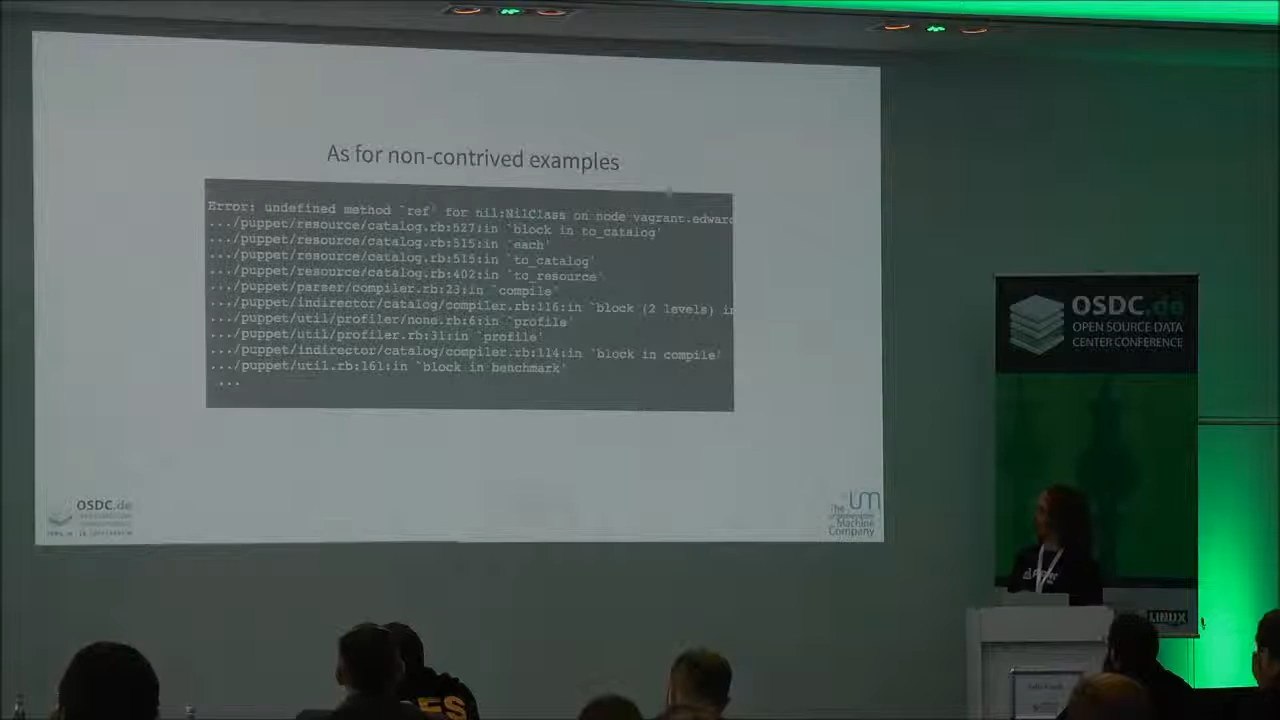 As for non-contrived examples
Error: undefined method `ref' for nil:NilClass on node vagrant.edward
.../puppet/resource/catalog.rb:527:in `block in to_catalog'
.../puppet/resource/catalog.rb:515:in `each'
.../puppet/resource/catalog.rb:515:in `to_catalog'
.../puppet/resource/catalog.rb:402:in `to_resource'
.../puppet/parser/compiler.rb:23:in `compile'
.../puppet/indirector/catalog/compiler.rb:116:in `block (2 levels) in
.../puppet/util/profiler/none.rb:6:in `profile'
.../puppet/util/profiler.rb:31:in `profile'
.../puppet/indirector/catalog/compiler.rb:114:in `block in compile'
.../puppet/util.rb:161:in `block in benchmark'
...
OSDC.de
The
Machine
Company
OSDC.de
OPEN SOURCE DATA
CENTER CONFERENCE
LINUX
ES